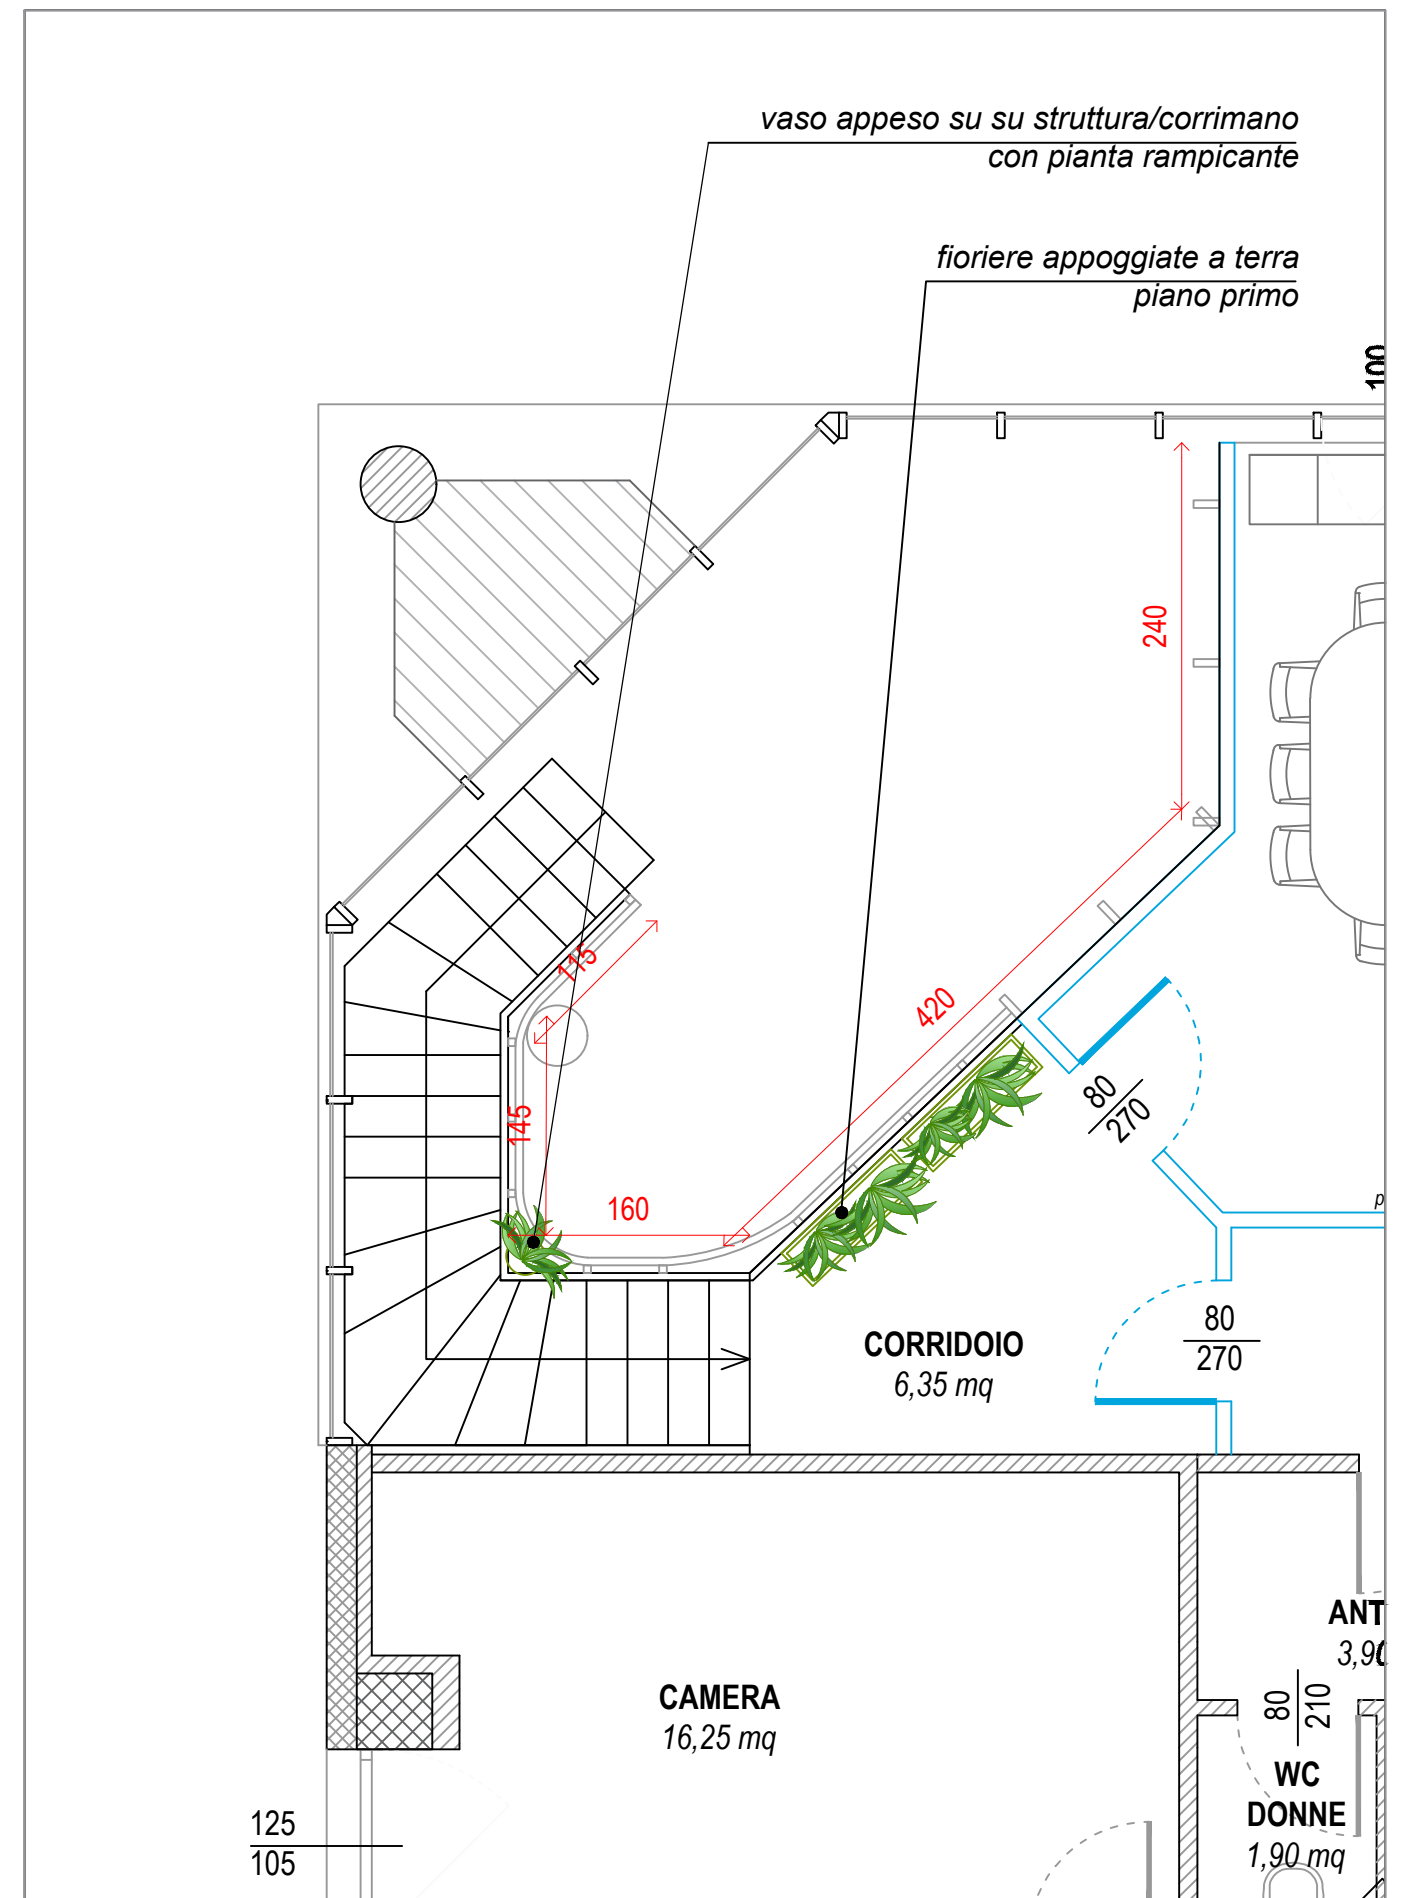 vaso appeso su su struttura/corrimano
con pianta rampicante
fioriere appoggiate a terra
piano primo
100
240
115
420
80
270
145
160
p
80
270
CORRIDOIO
6,35 mq
ANT
3,90
CAMERA
16,25 mq
80
210
WC
DONNE
1,90 mq
125
105